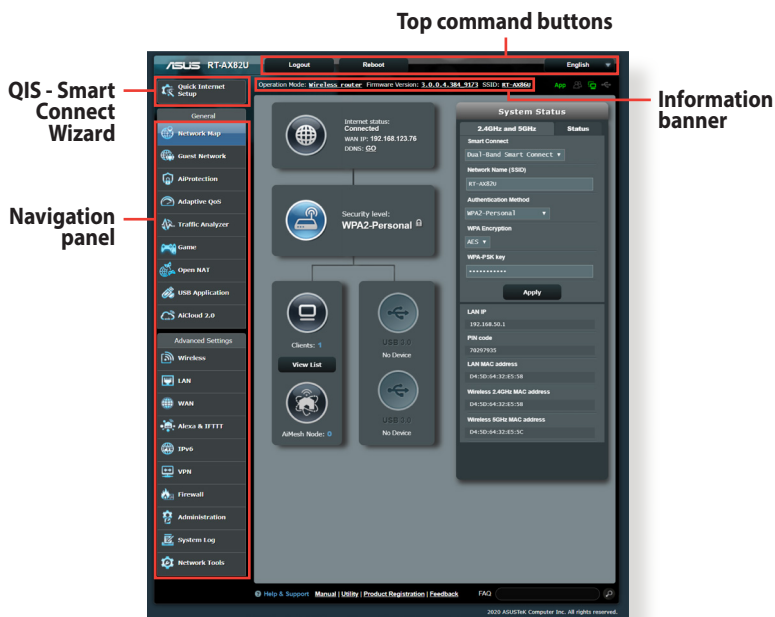 Top command buttons
QIS - Smart
Connect
Wizard
Navigation
panel
Information
banner
ASUS RT-AX82U
Logout
Reboot
English
Quick Internet
Setup
Operation Mode: Wireless router Firmware Version: 3.0.0.4.384_9173 SSID: RT-AX86U
App
General
Network Map
Guest Network
AiProtection
Adaptive QoS
Traffic Analyzer
Game
Open NAT
USB Application
AiCloud 2.0
Advanced Settings
Wireless
LAN
WAN
Alexa & IFTTT
IPv6
VPN
Firewall
Administration
System Log
Network Tools
Internet status:
Connected
WAN IP: 192.168.123.76
DDNS: GO
Security level:
WPA2-Personal
Clients: 1
View List
AiMesh Node: 0
USB 3.0
No Device
USB 3.0
No Device
System Status
2.4GHz and 5GHz
Status
Smart Connect
Dual-Band Smart Connect
Network Name (SSID)
RT-AX82U
Authentication Method
WPA2-Personal
WPA Encryption
AES
WPA-PSK key
•••••••••••
Apply
LAN IP
192.168.50.1
PIN code
70297935
LAN MAC address
D4:5D:64:32:E5:58
Wireless 2.4GHz MAC address
D4:5D:64:32:E5:58
Wireless 5GHz MAC address
D4:5D:64:32:E5:5C
Help & Support Manual | Utility | Product Registration | Feedback
FAQ
2020 ASUSTeK Computer Inc. All rights reserved.